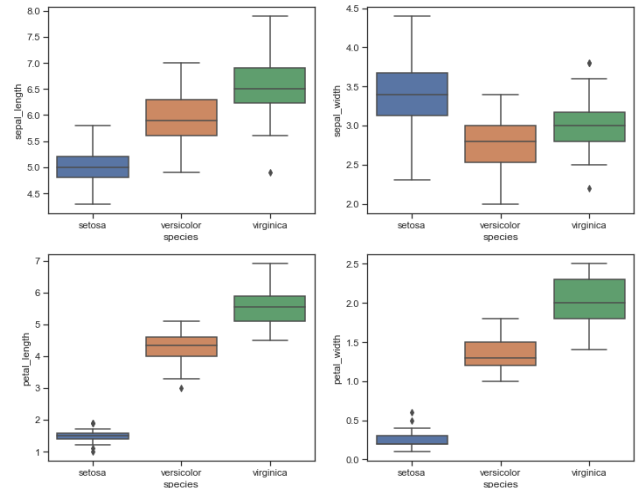 sepal_length
8.0
7.5
7.0
6.5
6.0
5.5
5.0
4.5
setosa versicolor virginica
species
sepal_width
4.5
4.0
3.5
3.0
2.5
2.0
setosa versicolor virginica
species
petal_length
7
6
5
4
3
2
1
setosa versicolor virginica
species
petal_width
2.5
2.0
1.5
1.0
0.5
0.0
setosa versicolor virginica
species